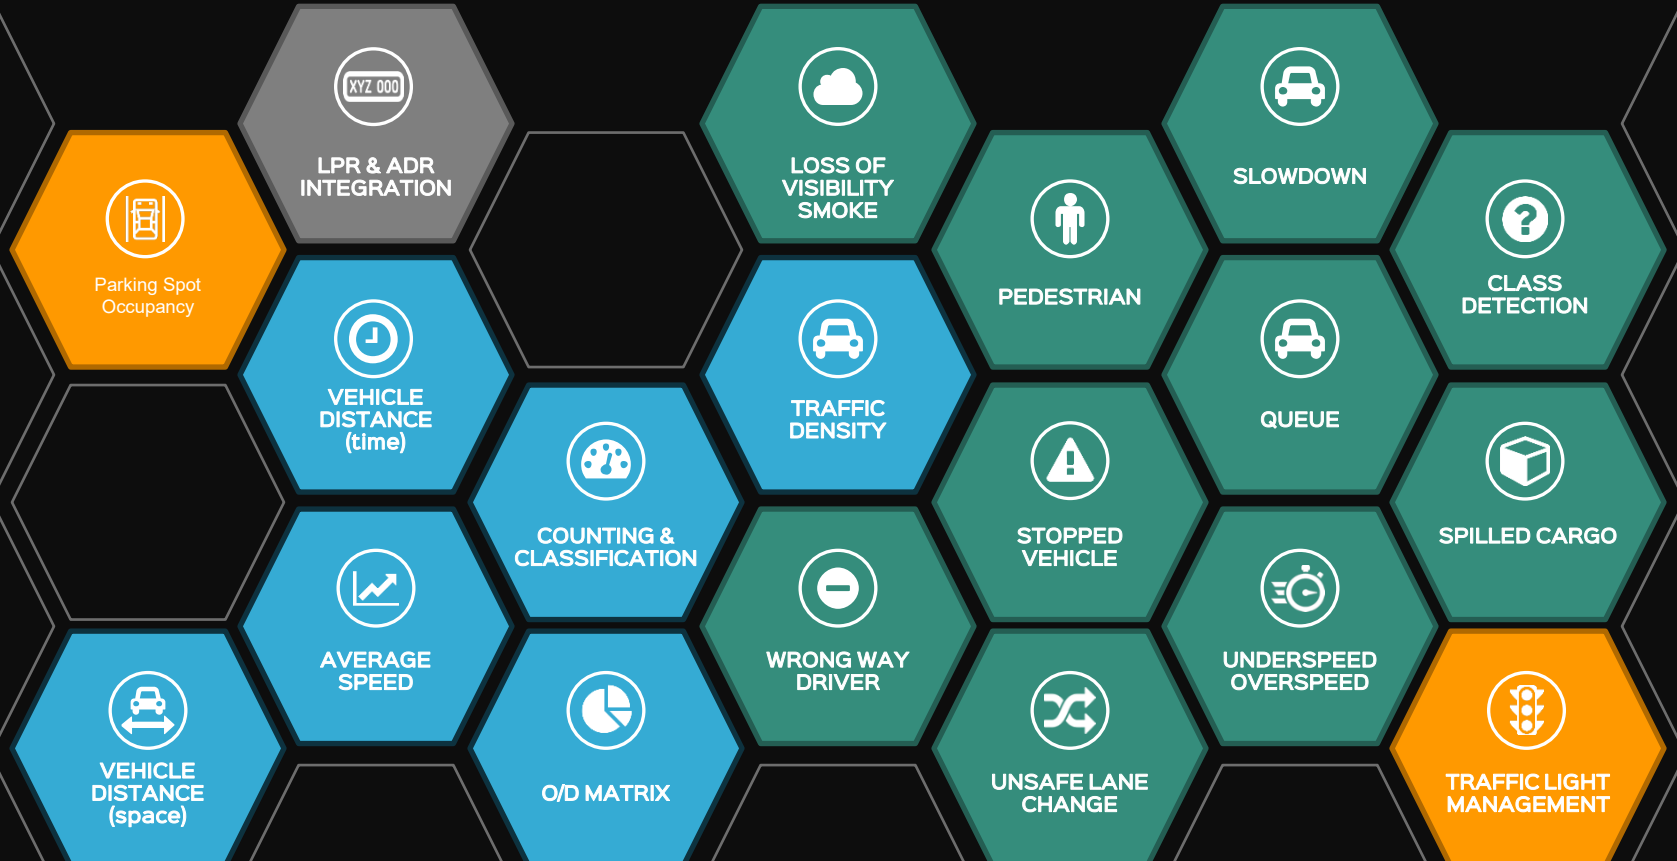 XYZ 000
LPR & ADR
INTEGRATION
LOSS OF
VISIBILITY
SMOKE
SLOWDOWN
Parking Spot
Occupancy
PEDESTRIAN
CLASS
DETECTION
VEHICLE
DISTANCE
(time)
TRAFFIC
DENSITY
QUEUE
COUNTING &
CLASSIFICATION
STOPPED
VEHICLE
SPILLED CARGO
AVERAGE
SPEED
WRONG WAY
DRIVER
UNDERSPEED
OVERSPEED
VEHICLE
DISTANCE
(space)
O/D MATRIX
UNSAFE LANE
CHANGE
TRAFFIC LIGHT
MANAGEMENT